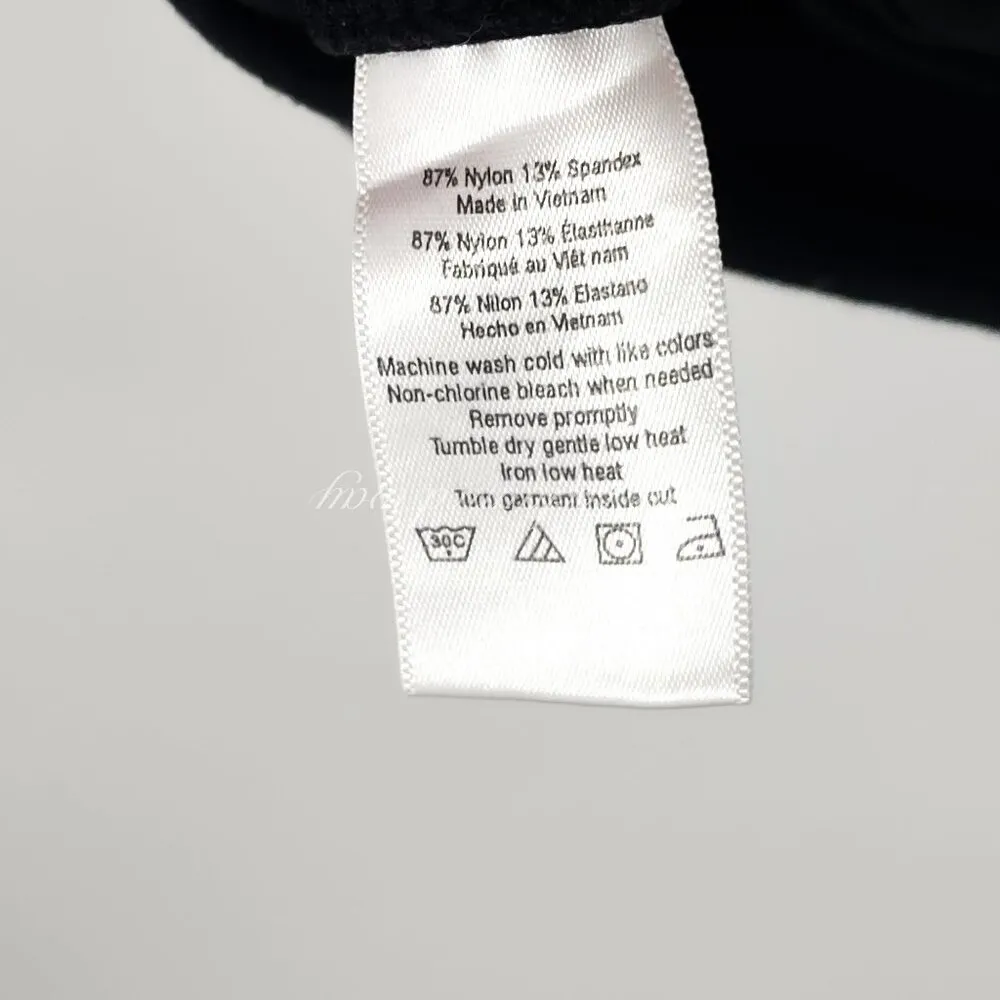 87% Nylon 13% Spandex
Made in Vietnam
87% Nylon 13% Élasthanne
Fabriqué au Viêt nam
87% Nilon 13% Elastano
Hecho en Vietnam
Machine wash cold with like colors
Non-chlorine bleach when needed
Remove promptly
Tumble dry gentle low heat
Iron low heat
Turn garment inside out
30C